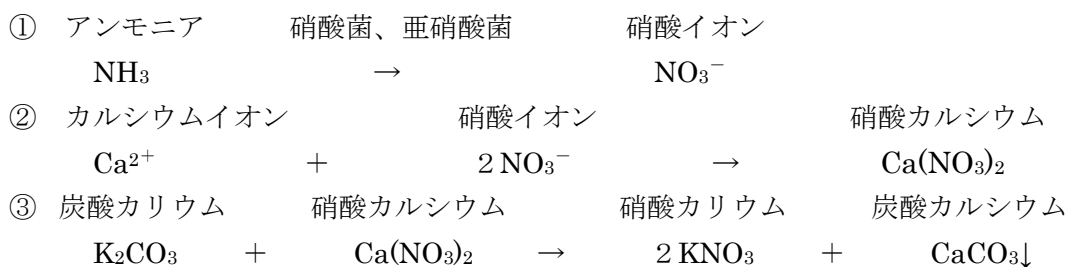 ① アンモニア 硝酸菌、亜硝酸菌 硝酸イオン
NH₃ → NO₃⁻
② カルシウムイオン 硝酸イオン 硝酸カルシウム
Ca²⁺ + 2NO₃⁻ → Ca(NO₃)₂
③ 炭酸カリウム 硝酸カルシウム 硝酸カリウム 炭酸カルシウム
K₂CO₃ + Ca(NO₃)₂ → 2KNO₃ + CaCO₃↓